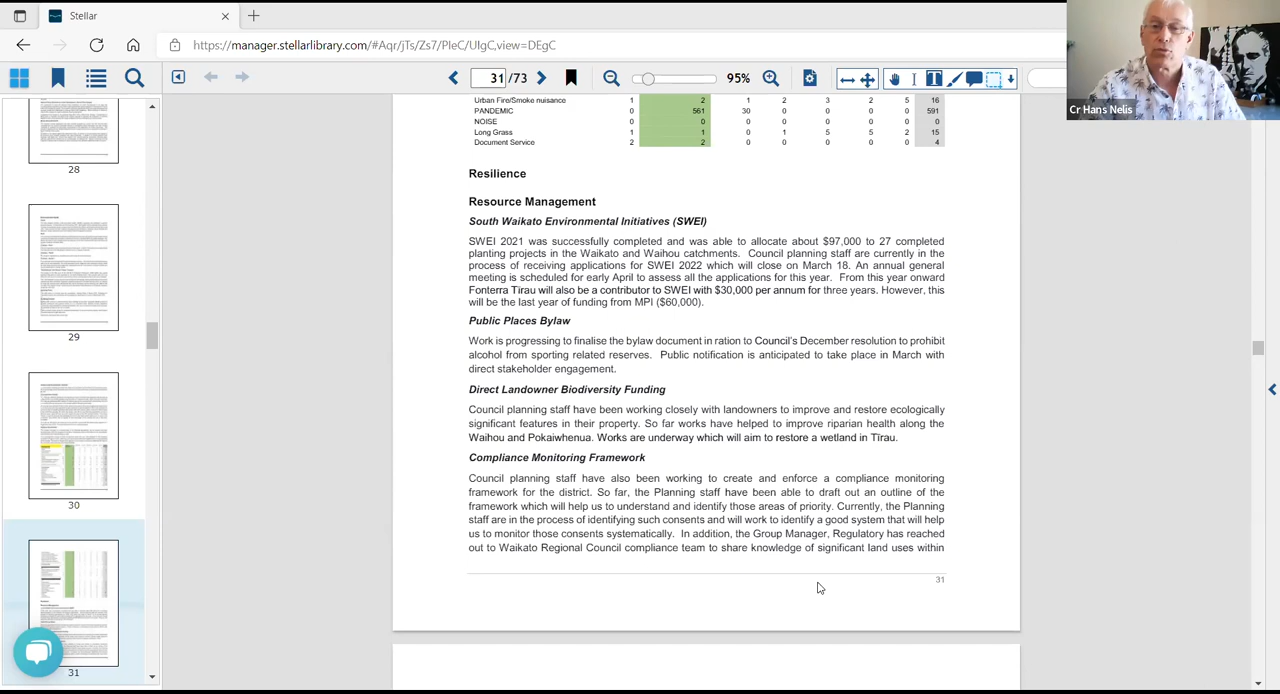 Stellar
https://manager.stellarlibrary.com/#Aqr/jTs/Zs7/PIeC/UIgC,view=DEgC
31 /73
95%
Cr Hans Nelis
28
29
30
31
Urban Fire/Smoke nuisance 1 2 1 2 3 2 5 16
PANDEMIC 0 561 30 0 0 0 0 591
NOISE 0 0 0 0 0 0 0 0
Long Grass 1 1 0 1 5 5 2 15
Document Service 2 2 0 0 0 0 0 4
Resilience
Resource Management
South Waikato Environmental Initiatives (SWEI)
SWEI 2021 was successfully completed and was able to allocate about $97,000 to 27 completed
planting projects in the Waikato and Waihou catchments. Council planning staff are currently in the
process of receiving applications for SWEI 2022 which will close on March 18. An annual general
meeting is scheduled for early April to assess all the applications for this year. From this year onward
Fonterra Tirau will also be a contributor to SWEI with $30,000 per annum for three years. However, this
will be the last year of funding from MPI ($60,000).
Public Places Bylaw
Work is progressing to finalise the bylaw document in ration to Council's December resolution to prohibit
alcohol from sporting related reserves. Public notification is anticipated to take place in March with
direct stakeholder engagement.
Direct Landowner Biodiversity Funding
Council planning staff have been working closely with landowners to improve and restore ecologically
significant features in their property. So far works have helped to improve riparian health along the
Waihou and Pokaiwhenua. Works are underway which will aim to restore a wetland in Tīrau.
Compliance Monitoring Framework
Council planning staff have also been working to create and enforce a compliance monitoring
framework for the district. So far, the Planning staff have been able to draft out an outline of the
framework which will help us to understand and identify those areas of priority. Currently, the Planning
staff are in the process of identifying such consents and will work to identify a good system that will help
us to monitor those consents systematically. In addition, the Group Manager, Regulatory has reached
out to Waikato Regional Council compliance team to share knowledge of significant land uses within
31